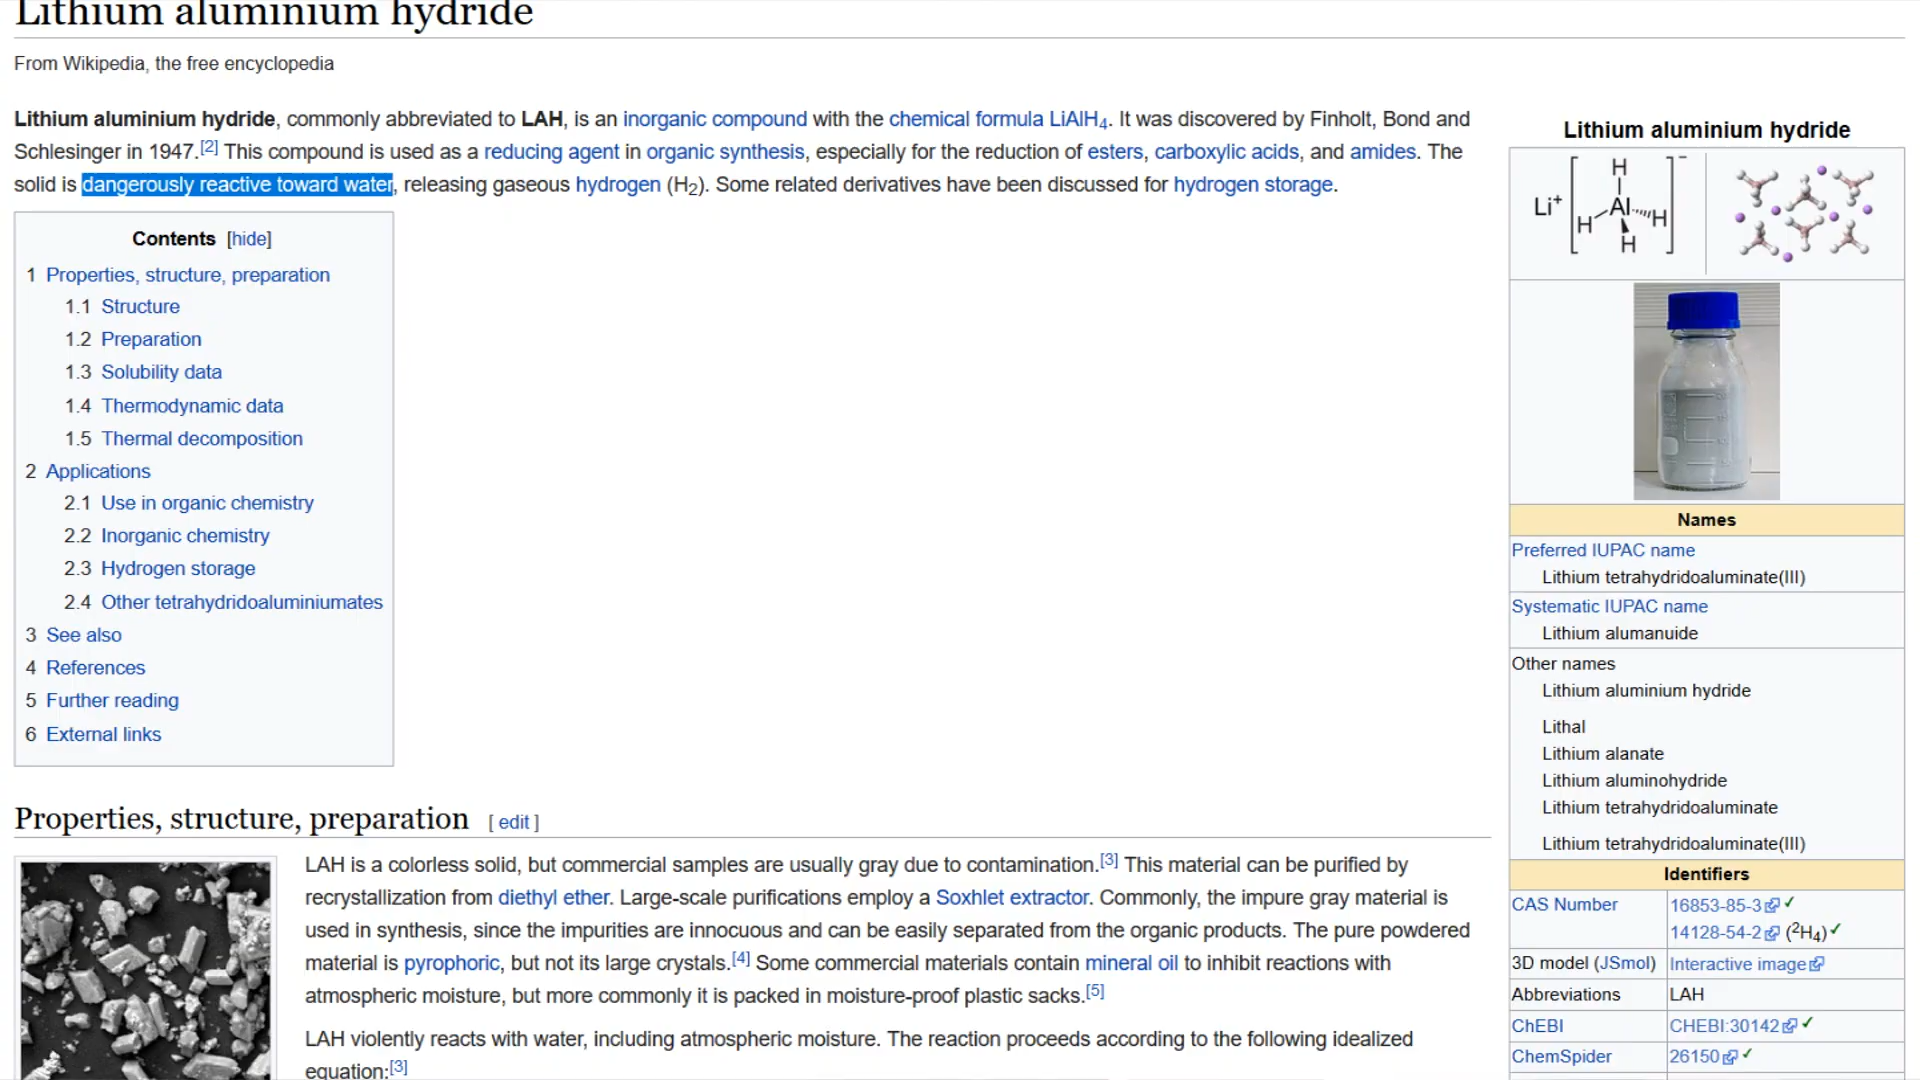 Lithium aluminium hydride
From Wikipedia, the free encyclopedia
Lithium aluminium hydride, commonly abbreviated to LAH, is an inorganic compound with the chemical formula LiAlH4. It was discovered by Finholt, Bond and
Schlesinger in 1947.[2] This compound is used as a reducing agent in organic synthesis, especially for the reduction of esters, carboxylic acids, and amides. The
solid is dangerously reactive toward water, releasing gaseous hydrogen (H2). Some related derivatives have been discussed for hydrogen storage.
Contents [hide]
1 Properties, structure, preparation
1.1 Structure
1.2 Preparation
1.3 Solubility data
1.4 Thermodynamic data
1.5 Thermal decomposition
2 Applications
2.1 Use in organic chemistry
2.2 Inorganic chemistry
2.3 Hydrogen storage
2.4 Other tetrahydridoaluminiumates
3 See also
4 References
5 Further reading
6 External links
Properties, structure, preparation [ edit ]
LAH is a colorless solid, but commercial samples are usually gray due to contamination.[3] This material can be purified by
recrystallization from diethyl ether. Large-scale purifications employ a Soxhlet extractor. Commonly, the impure gray material is
used in synthesis, since the impurities are innocuous and can be easily separated from the organic products. The pure powdered
material is pyrophoric, but not its large crystals.[4] Some commercial materials contain mineral oil to inhibit reactions with
atmospheric moisture, but more commonly it is packed in moisture-proof plastic sacks.[5]
LAH violently reacts with water, including atmospheric moisture. The reaction proceeds according to the following idealized
equation:[3]
Lithium aluminium hydride
H
Li+ H Al H −
H
Names
Preferred IUPAC name
Lithium tetrahydridoaluminate(III)
Systematic IUPAC name
Lithium alumanuide
Other names
Lithium aluminium hydride
Lithal
Lithium alanate
Lithium aluminohydride
Lithium tetrahydridoaluminate
Lithium tetrahydridoaluminate(III)
Identifiers
CAS Number 16853-85-3 ✓
14128-54-2 (2H4) ✓
3D model (JSmol) Interactive image
Abbreviations LAH
ChEBI CHEBI:30142 ✓
ChemSpider 26150 ✓